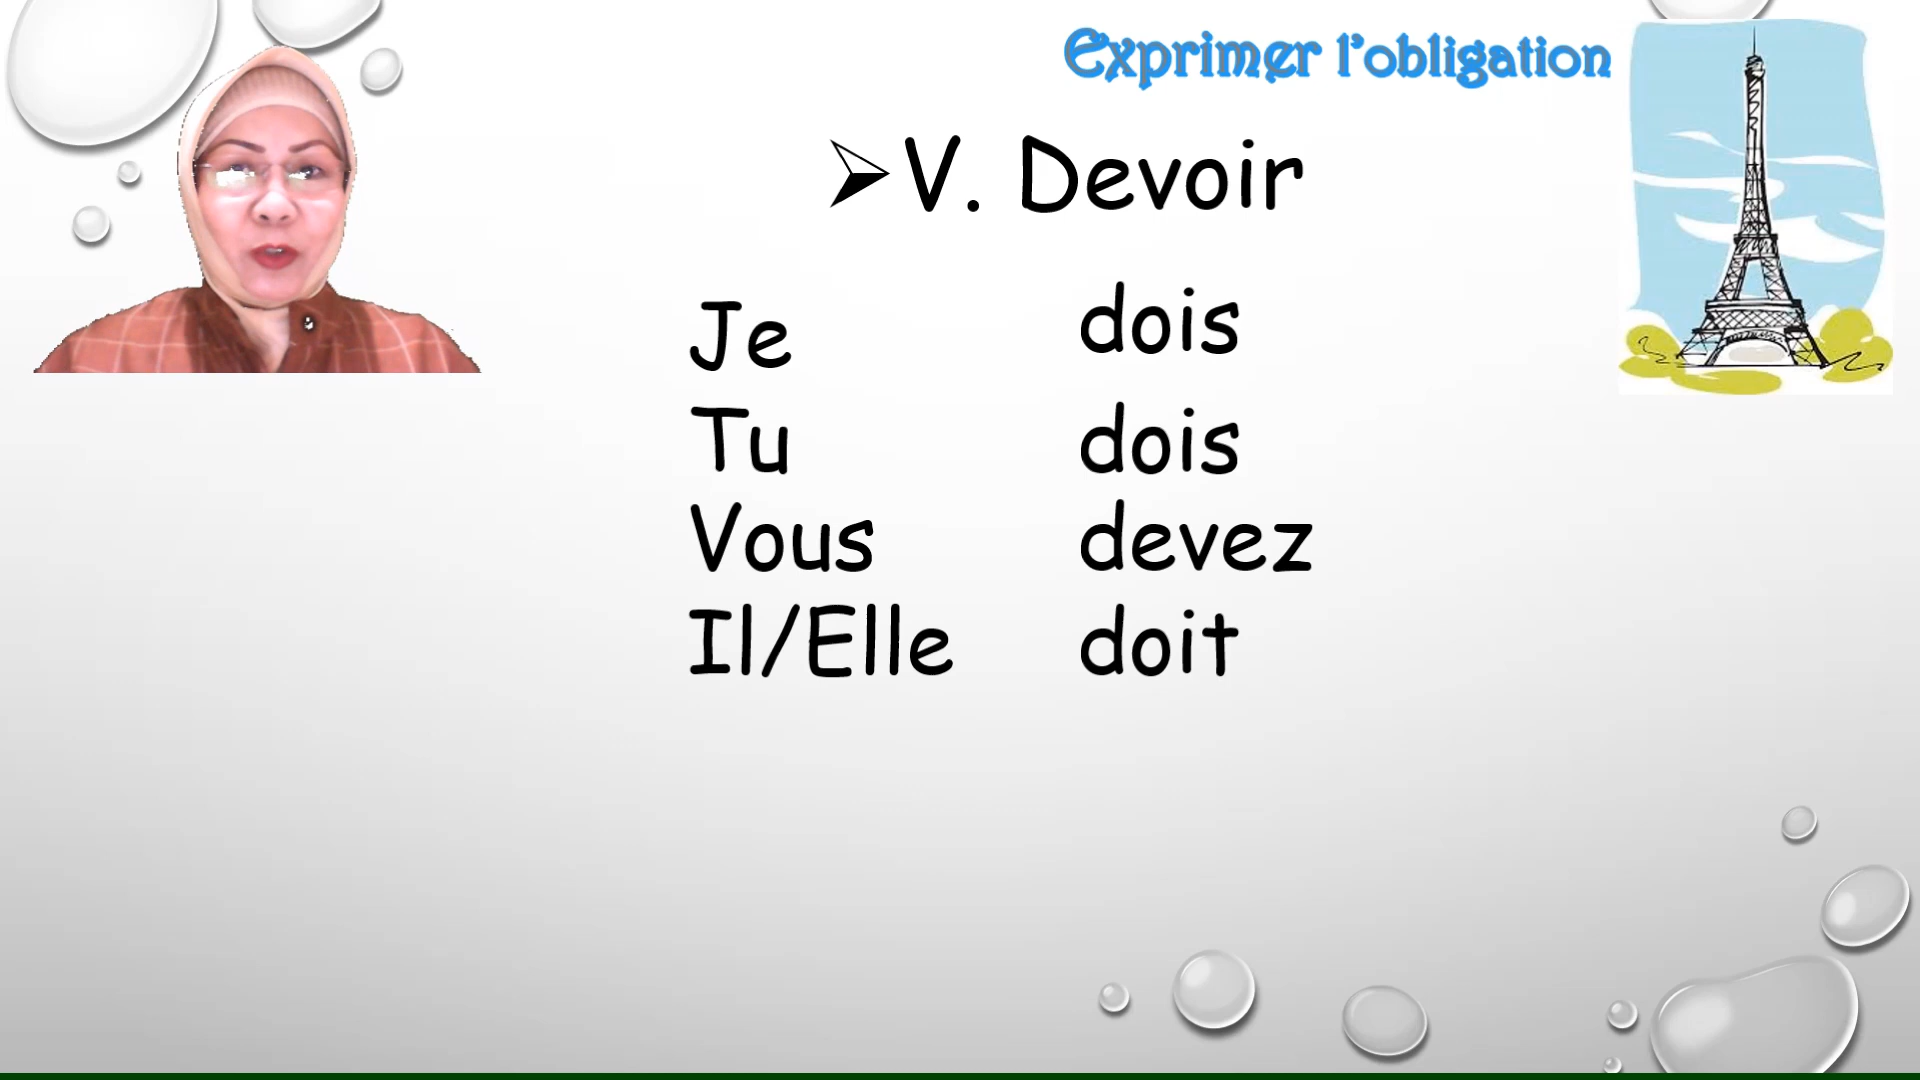 Exprimer l'obligation
V. Devoir
Je dois
Tu dois
Vous devez
Il/Elle doit